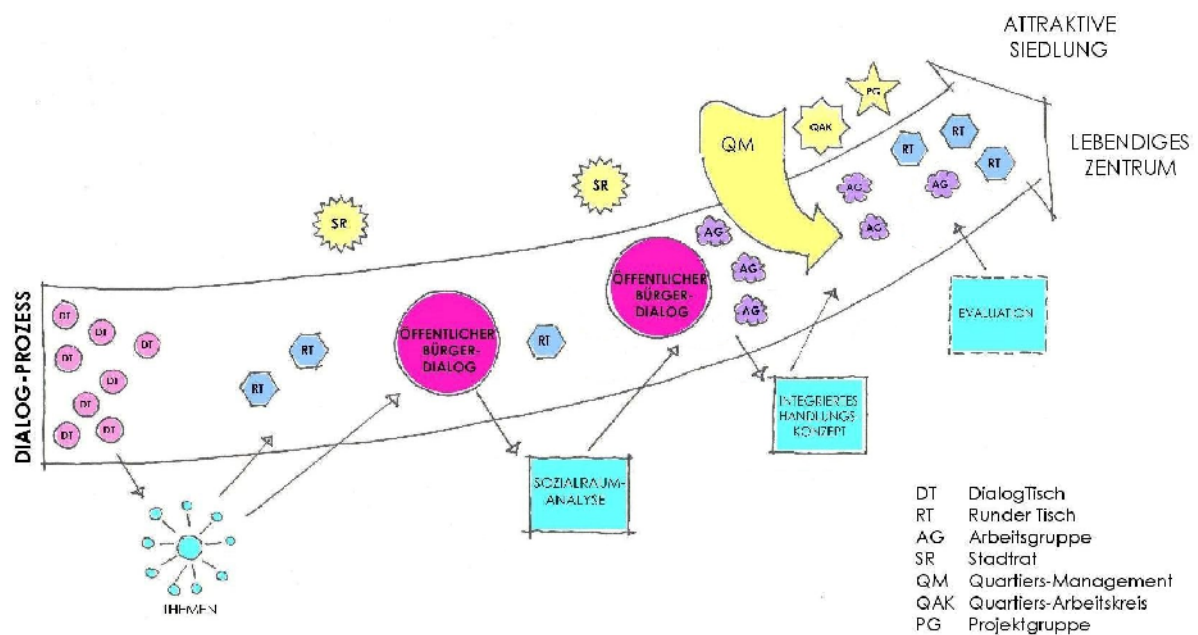 ATTRAKTIVE
SIEDLUNG
LEBENDIGES
ZENTRUM
PG
QAK
QM
RT
RT
RT
SR
SR
AG
AG
AG
AG
AG
AG
DIALOG-PROZESS
DT
DT
DT
DT
DT
DT
DT
DT
RT
RT
ÖFFENTLICHER
BÜRGER-
DIALOG
RT
ÖFFENTLICHER
BÜRGER-
DIALOG
EVALUATION
INTEGRIERTES
HANDLUNGS
KONZEPT
SOZIALRAUM-
ANALYSE
THEMEN
DT DialogTisch
RT Runder Tisch
AG Arbeitsgruppe
SR Stadtrat
QM Quartiers-Management
QAK Quartiers-Arbeitskreis
PG Projektgruppe